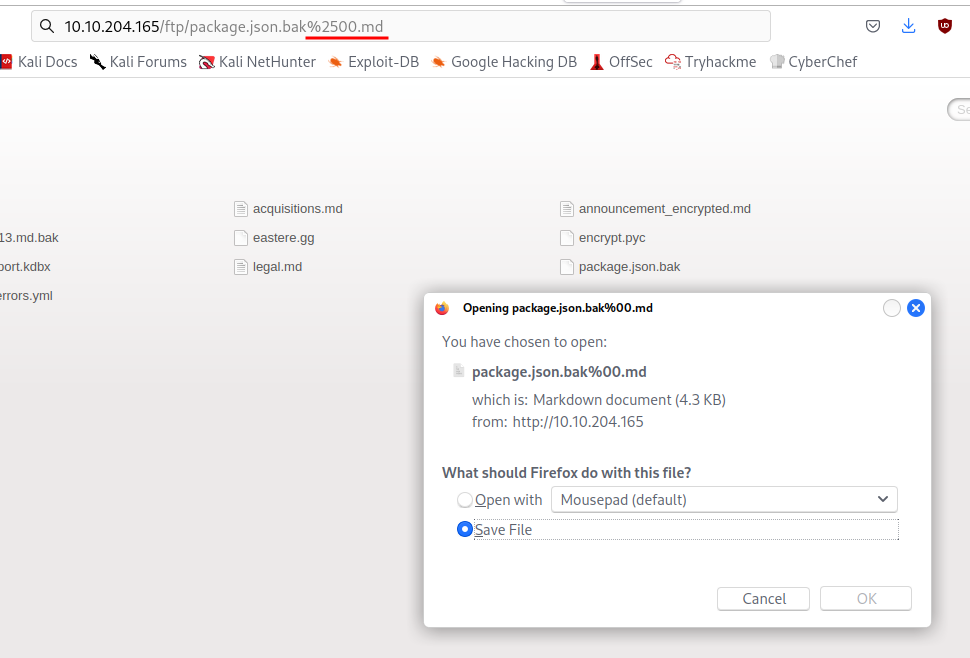 10.10.204.165/ftp/package.json.bak%2500.md
Kali Docs Kali Forums Kali NetHunter Exploit-DB Google Hacking DB OffSec Tryhackme CyberChef
Se
acquisitions.md announcement_encrypted.md
13.md.bak eastere.gg encrypt.pyc
port.kdbx legal.md package.json.bak
errors.yml
Opening package.json.bak%00.md
You have chosen to open:
package.json.bak%00.md
which is: Markdown document (4.3 KB)
from: http://10.10.204.165
What should Firefox do with this file?
Open with Mousepad (default)
Save File
Cancel OK